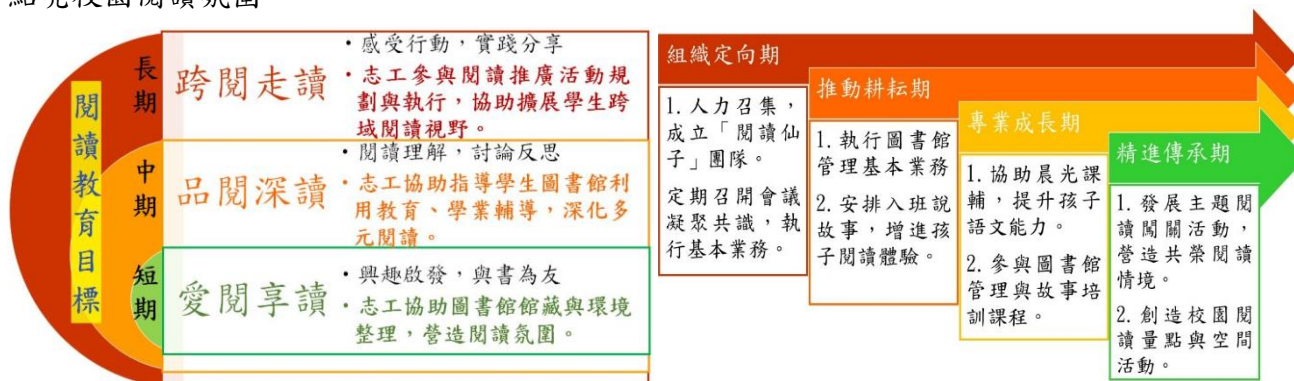 閱讀教育目標
長期
跨閱走讀
・感受行動，實踐分享
・志工參與閱讀推廣活動規
劃與執行，協助擴展學生跨
域閱讀視野。
中期
品閱深讀
・閱讀理解，討論反思
・志工協助指導學生圖書館利
用教育、學業輔導，深化多
元閱讀。
短期
愛閱享讀
・興趣啟發，與書為友
・志工協助圖書館館藏與環境
整理，營造閱讀氛圍。
組織定向期
1. 人力召集，
成立「閱讀仙
子」團隊。
定期召開會議
凝聚共識，執
行基本業務。
推動耕耘期
1. 執行圖書館
管理基本業務
2. 安排入班說
故事，增進孩
子閱讀體驗。
專業成長期
1. 協助晨光課
輔，提升孩子
語文能力。
2. 參與圖書館
管理與故事培
訓課程。
精進傳承期
1. 發展主題閱
讀闖關活動，
營造共榮閱讀
情境。
2. 創造校園閱
讀量點與空間
活動。